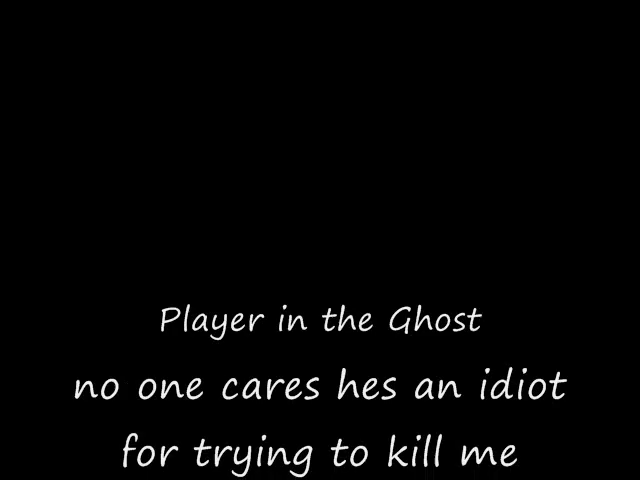 Player in the Ghost
no one cares hes an idiot
for trying to kill me